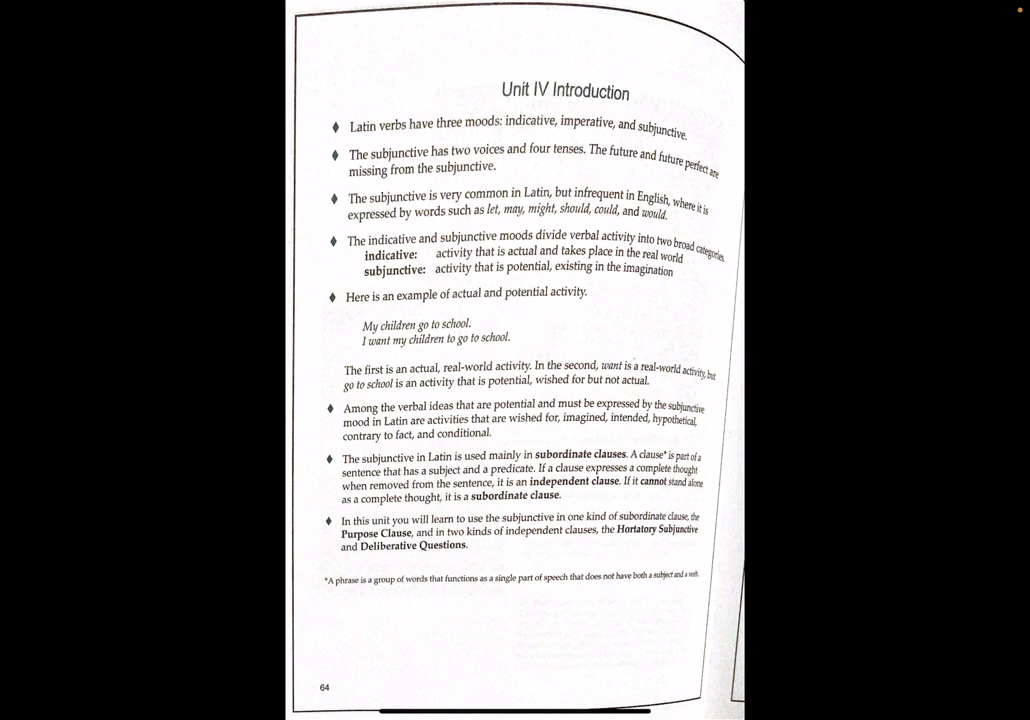 Unit IV Introduction
♦ Latin verbs have three moods: indicative, imperative, and subjunctive.
♦ The subjunctive has two voices and four tenses. The future and future perfect are
missing from the subjunctive.
♦ The subjunctive is very common in Latin, but infrequent in English, where it is
expressed by words such as let, may, might, should, could, and would.
♦ The indicative and subjunctive moods divide verbal activity into two broad categories.
indicative: activity that is actual and takes place in the real world
subjunctive: activity that is potential, existing in the imagination
♦ Here is an example of actual and potential activity.
My children go to school.
I want my children to go to school.
The first is an actual, real-world activity. In the second, want is a real-world activity, but
go to school is an activity that is potential, wished for but not actual.
♦ Among the verbal ideas that are potential and must be expressed by the subjunctive
mood in Latin are activities that are wished for, imagined, intended, hypothetical,
contrary to fact, and conditional.
♦ The subjunctive in Latin is used mainly in subordinate clauses. A clause* is part of a
sentence that has a subject and a predicate. If a clause expresses a complete thought
when removed from the sentence, it is an independent clause. If it cannot stand alone
as a complete thought, it is a subordinate clause.
♦ In this unit you will learn to use the subjunctive in one kind of subordinate clause, the
Purpose Clause, and in two kinds of independent clauses, the Hortatory Subjunctive
and Deliberative Questions.
*A phrase is a group of words that functions as a single part of speech that does not have both a subject and a verb.
64